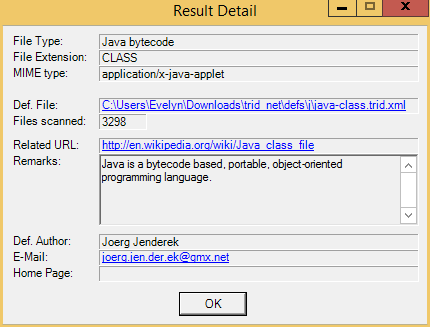 Result Detail
File Type: Java bytecode
File Extension: CLASS
MIME type: application/x-java-applet
Def. File: C:\Users\Evelyn\Downloads\trid_net\defs\j\java-class.trid.xml
Files scanned: 3298
Related URL: http://en.wikipedia.org/wiki/Java_class_file
Remarks: Java is a bytecode based, portable, object-oriented
programming language.
Def. Author: Joerg Jenderek
E-Mail: joerg.jen.der.ek@gmx.net
Home Page:
OK